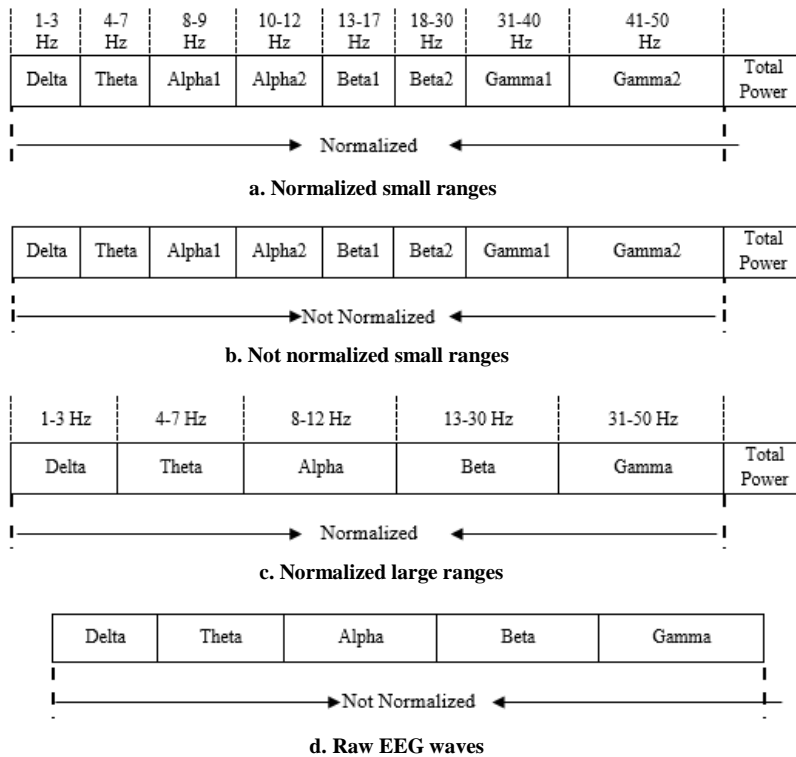 1-3 4-7 8-9 10-12 13-17 18-30 31-40 41-50
Hz Hz Hz Hz Hz Hz Hz Hz
Delta Theta Alpha1 Alpha2 Beta1 Beta2 Gamma1 Gamma2 Total
Power
Normalized
a. Normalized small ranges
Delta Theta Alpha1 Alpha2 Beta1 Beta2 Gamma1 Gamma2 Total
Power
Not Normalized
b. Not normalized small ranges
1-3 Hz 4-7 Hz 8-12 Hz 13-30 Hz 31-50 Hz
Delta Theta Alpha Beta Gamma Total
Power
Normalized
c. Normalized large ranges
Delta Theta Alpha Beta Gamma
Not Normalized
d. Raw EEG waves